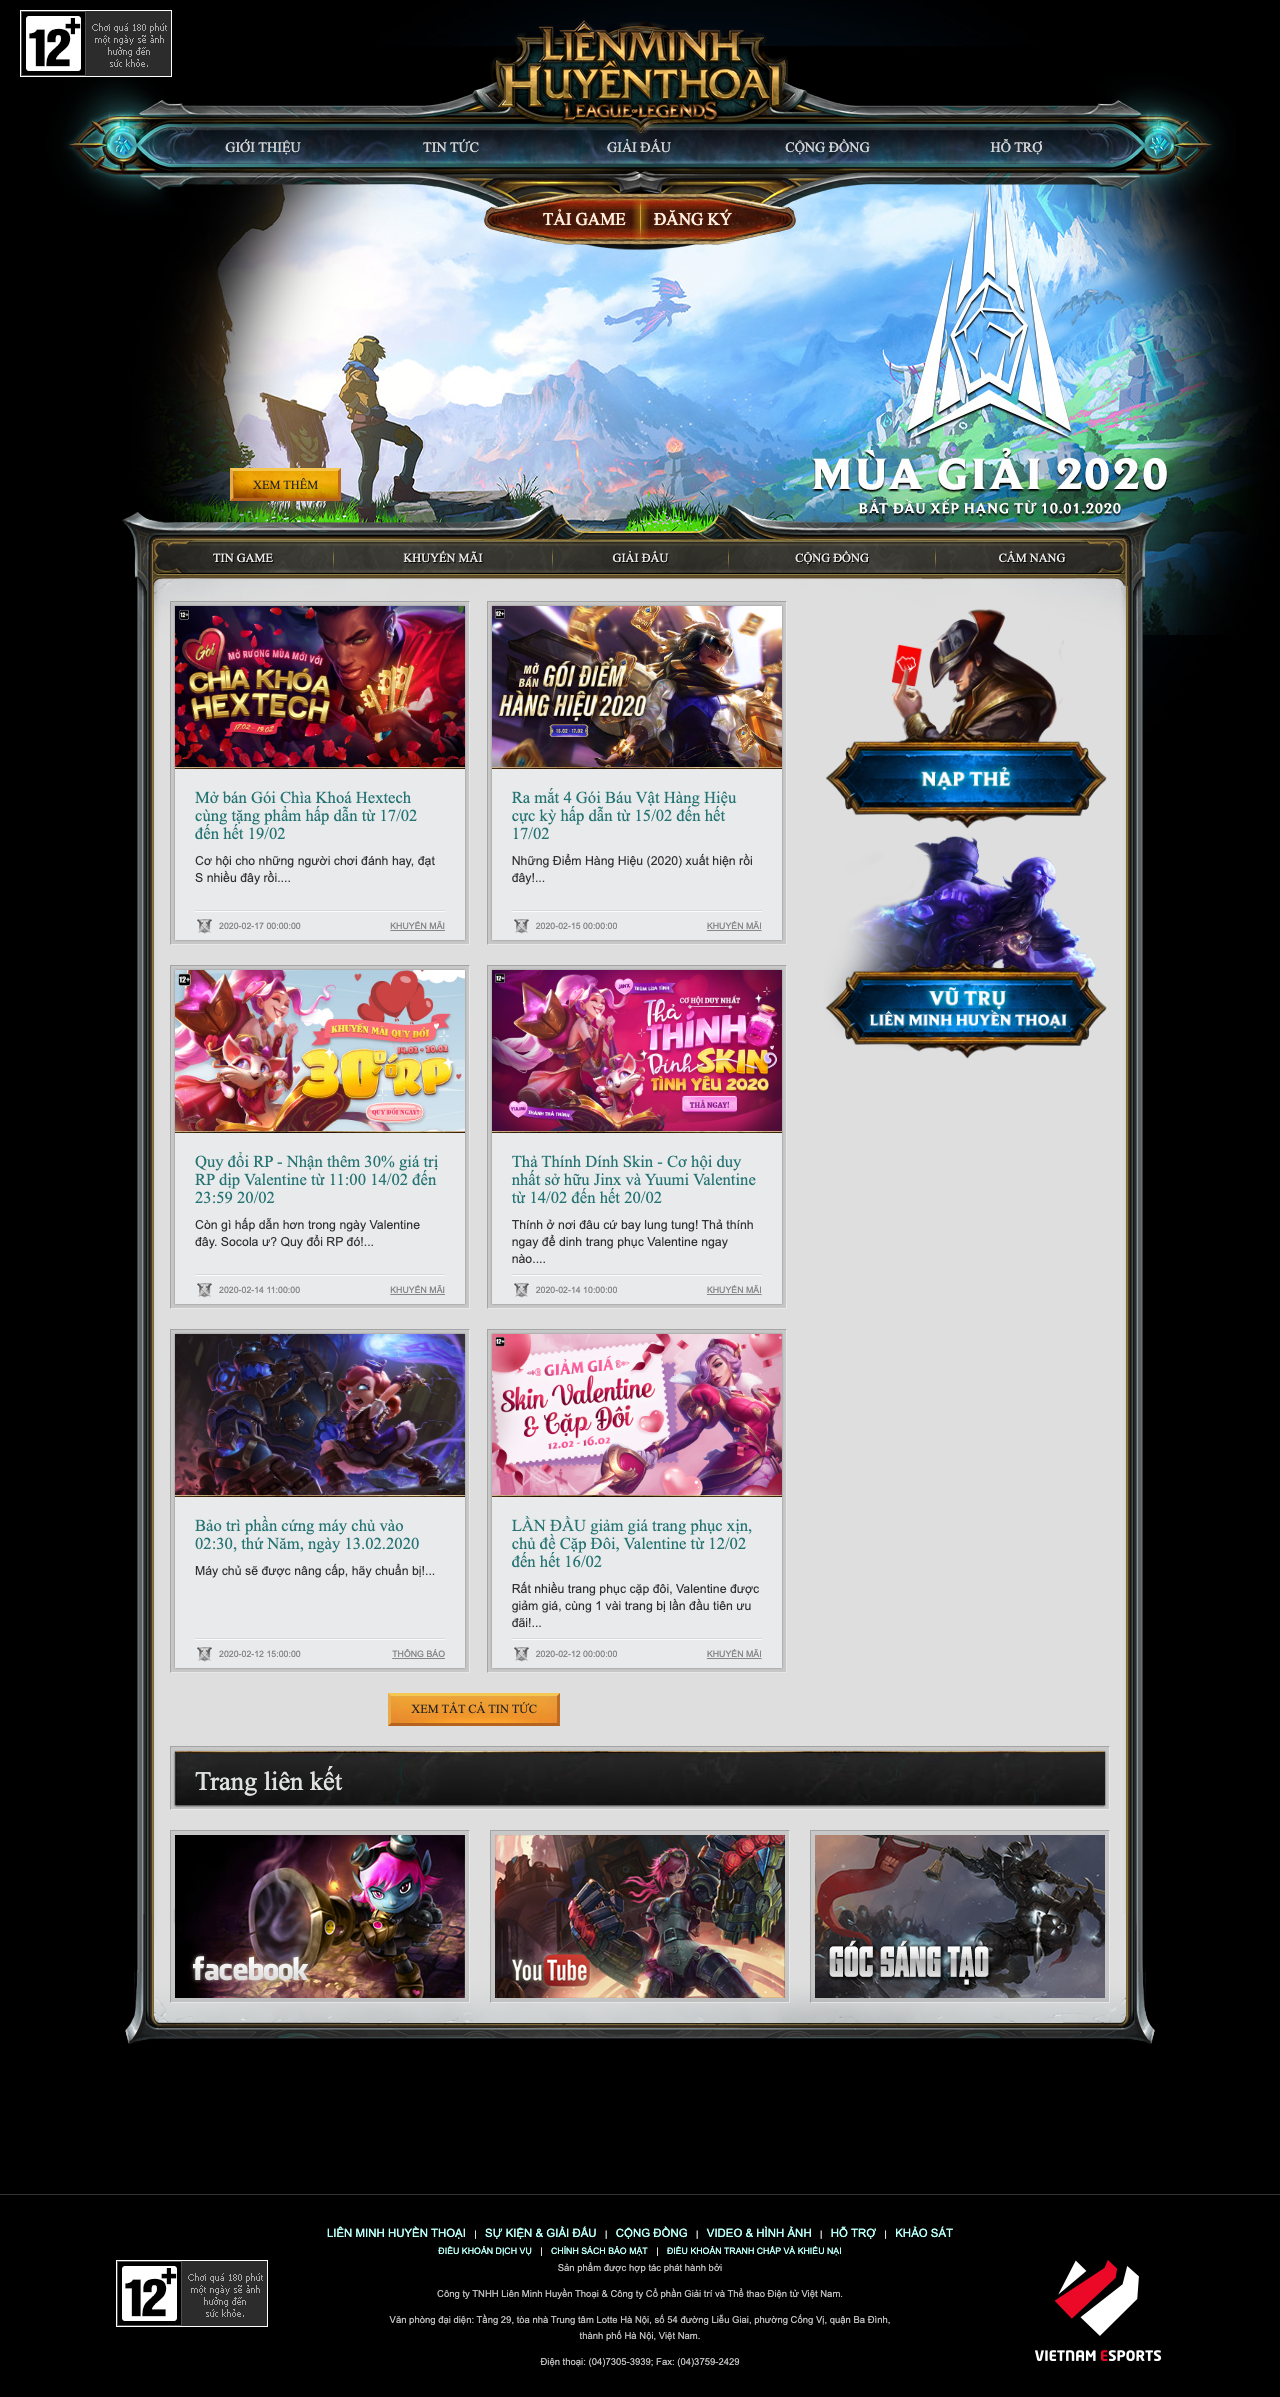 12+
Chơi quá 180 phút
một ngày sẽ ảnh
hưởng đến
sức khỏe.
LIÊN MINH
HUYỀN THOẠI
LEAGUE OF LEGENDS
GIỚI THIỆU
TIN TỨC
GIẢI ĐẤU
CỘNG ĐỒNG
HỖ TRỢ
TẢI GAME
ĐĂNG KÝ
XEM THÊM
MÙA GIẢI 2020
BẮT ĐẦU XẾP HẠNG TỪ 10.01.2020
TIN GAME
KHUYẾN MÃI
GIẢI ĐẤU
CỘNG ĐỒNG
CẨM NANG
12+
Gói
MỞ RƯƠNG MÙA MỚI VỚI
CHÌA KHÓA
HEXTECH
17.02 - 19.02
Mở bán Gói Chìa Khoá Hextech
cùng tặng phẩm hấp dẫn từ 17/02
đến hết 19/02
Cơ hội cho những người chơi đánh hay, đạt
S nhiều đây rồi....
2020-02-17 00:00:00
KHUYẾN MÃI
12+
MỞ BÁN
GÓI ĐIỂM
HÀNG HIỆU 2020
15.02 - 17.02
Ra mắt 4 Gói Báu Vật Hàng Hiệu
cực kỳ hấp dẫn từ 15/02 đến hết
17/02
Những Điểm Hàng Hiệu (2020) xuất hiện rồi
đây!...
2020-02-15 00:00:00
KHUYẾN MÃI
NẠP THẺ
VŨ TRỤ
LIÊN MINH HUYỀN THOẠI
12+
KHUYẾN MÃI QUY ĐỔI
14.02 - 20.02
30% RP
QUY ĐỔI NGAY!
Quy đổi RP - Nhận thêm 30% giá trị
RP dịp Valentine từ 11:00 14/02 đến
23:59 20/02
Còn gì hấp dẫn hơn trong ngày Valentine
đây. Socola ư? Quy đổi RP đó!...
2020-02-14 11:00:00
KHUYẾN MÃI
12+
JINX
CƠ HỘI DUY NHẤT
Thả
THÍNH
Dính SKIN
TÌNH YÊU 2020
THẢ NGAY!
YUUMI
Thả Thính Dính Skin - Cơ hội duy
nhất sở hữu Jinx và Yuumi Valentine
từ 14/02 đến hết 20/02
Thính ở nơi đâu cứ bay lung tung! Thả thính
ngay để dinh trang phục Valentine ngay
nào....
2020-02-14 10:00:00
KHUYẾN MÃI
Bảo trì phần cứng máy chủ vào
02:30, thứ Năm, ngày 13.02.2020
Máy chủ sẽ được nâng cấp, hãy chuẩn bị!...
2020-02-12 15:00:00
THÔNG BÁO
12+
GIẢM GIÁ
Skin Valentine
& Cặp Đôi
12.02 - 16.02
LẦN ĐẦU giảm giá trang phục xịn,
chủ đề Cặp Đôi, Valentine từ 12/02
đến hết 16/02
Rất nhiều trang phục cặp đôi, Valentine được
giảm giá, cùng 1 vài trang bị lần đầu tiên ưu
đãi!...
2020-02-12 00:00:00
KHUYẾN MÃI
XEM TẤT CẢ TIN TỨC
Trang liên kết
facebook
YouTube
GÓC SÁNG TẠO
LIÊN MINH HUYỀN THOẠI | SỰ KIỆN & GIẢI ĐẤU | CỘNG ĐỒNG | VIDEO & HÌNH ẢNH | HỖ TRỢ | KHẢO SÁT
ĐIỀU KHOẢN DỊCH VỤ | CHÍNH SÁCH BẢO MẬT | ĐIỀU KHOẢN TRANH CHẤP VÀ KHIẾU NẠI
Sản phẩm được hợp tác phát hành bởi
Công ty TNHH Liên Minh Huyền Thoại & Công ty Cổ phần Giải trí và Thể thao Điện tử Việt Nam.
Văn phòng đại diện: Tầng 29, tòa nhà Trung tâm Lotte Hà Nội, số 54 đường Liễu Giai, phường Cống Vị, quận Ba Đình,
thành phố Hà Nội, Việt Nam.
Điện thoại: (04)7305-3939; Fax: (04)3759-2429
12+
Chơi quá 180 phút
một ngày sẽ ảnh
hưởng đến
sức khỏe.
VIETNAM ESPORTS